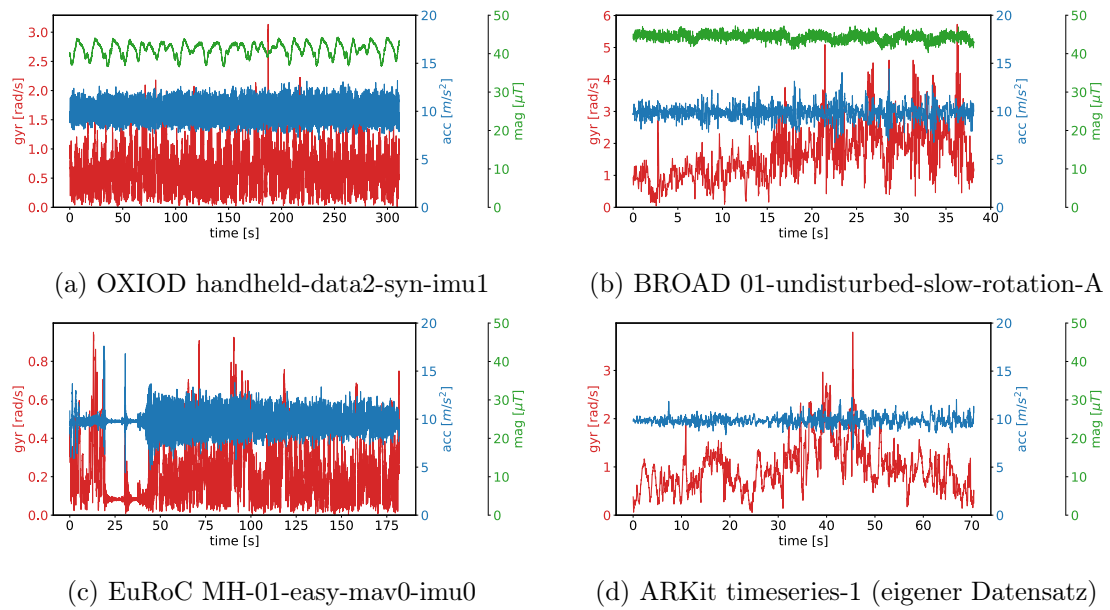 3.0
2.5
2.0
1.5
1.0
0.5
0.0
gyr [rad/s]
0 50 100 150 200 250 300
time [s]
20
15
10
5
0
acc [m/s²]
50
40
30
20
10
0
mag [μT]
(a) OXIOD handheld-data2-syn-imu1
6
5
4
3
2
1
0
gyr [rad/s]
0 5 10 15 20 25 30 35 40
time [s]
20
15
10
5
0
acc [m/s²]
50
40
30
20
10
0
mag [μT]
(b) BROAD 01-undisturbed-slow-rotation-A
0.8
0.6
0.4
0.2
0.0
gyr [rad/s]
0 25 50 75 100 125 150 175
time [s]
20
15
10
5
0
acc [m/s²]
50
40
30
20
10
0
mag [μT]
(c) EuRoC MH-01-easy-mav0-imu0
3
2
1
0
gyr [rad/s]
0 10 20 30 40 50 60 70
time [s]
20
15
10
5
0
acc [m/s²]
50
40
30
20
10
0
mag [μT]
(d) ARKit timeseries-1 (eigener Datensatz)